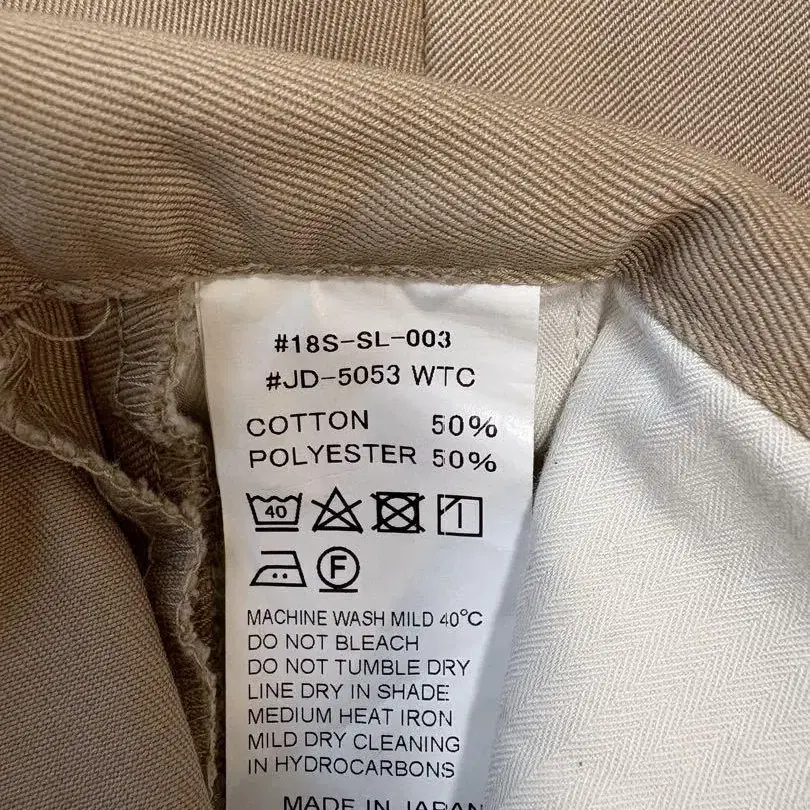 #18S-SL-003
#JD-5053 WTC
COTTON 50%
POLYESTER 50%
40
F
MACHINE WASH MILD 40°C
DO NOT BLEACH
DO NOT TUMBLE DRY
LINE DRY IN SHADE
MEDIUM HEAT IRON
MILD DRY CLEANING
IN HYDROCARBONS
MADE IN JAPAN